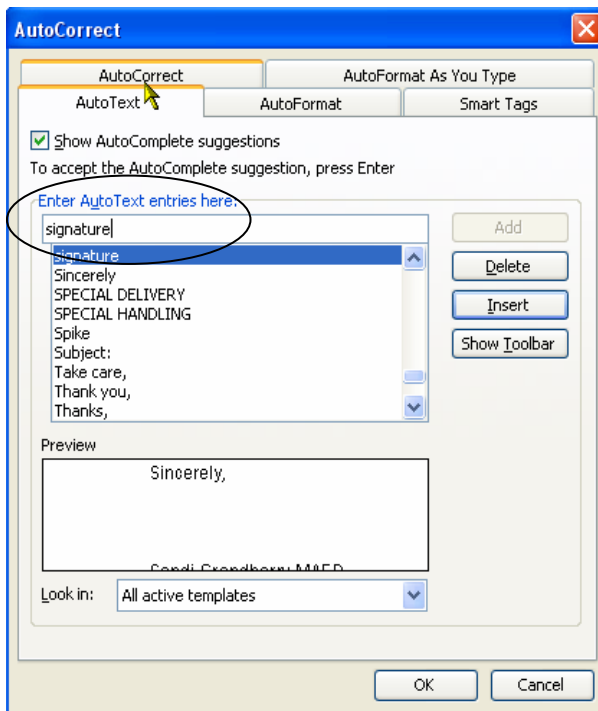 AutoCorrect
AutoCorrect AutoFormat As You Type
AutoText AutoFormat Smart Tags
Show AutoComplete suggestions
To accept the AutoComplete suggestion, press Enter
Enter AutoText entries here:
signature Add
signature
Sincerely Delete
SPECIAL DELIVERY
SPECIAL HANDLING Insert
Spike
Subject: Show Toolbar
Take care,
Thank you,
Thanks,
Preview
Sincerely,
Look in: All active templates
OK Cancel